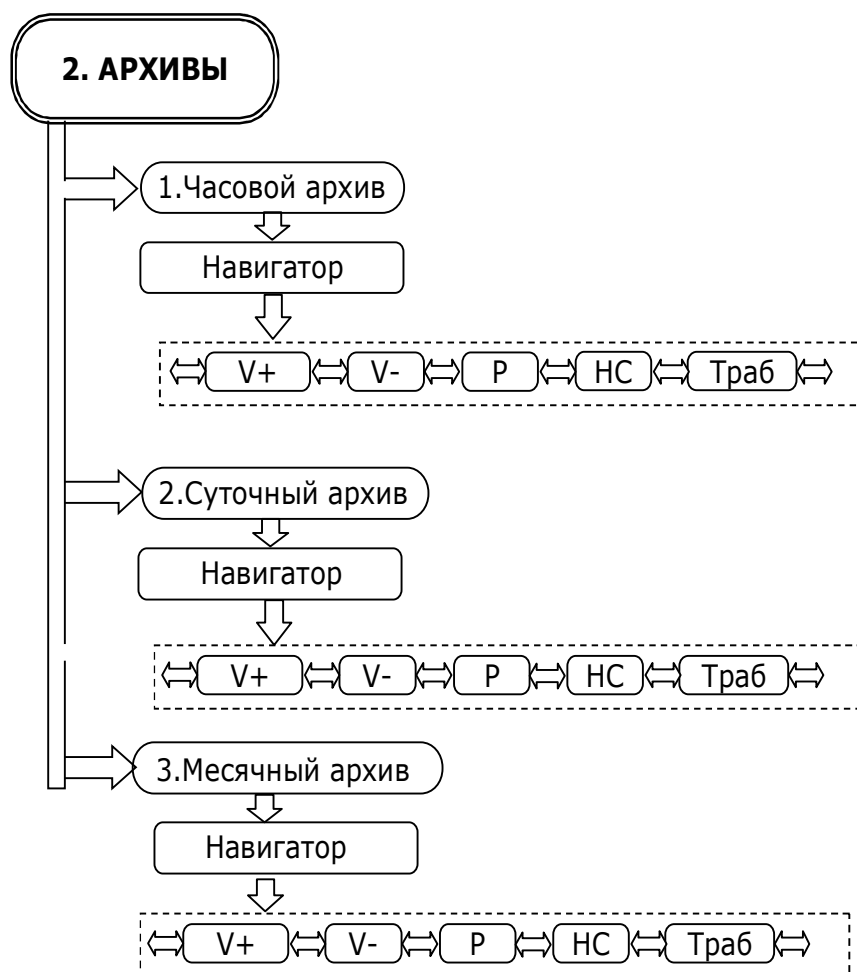 2. АРХИВЫ
1.Часовой архив
Навигатор
V+ V- P НС Траб
2.Суточный архив
Навигатор
V+ V- P НС Траб
3.Месячный архив
Навигатор
V+ V- P НС Траб